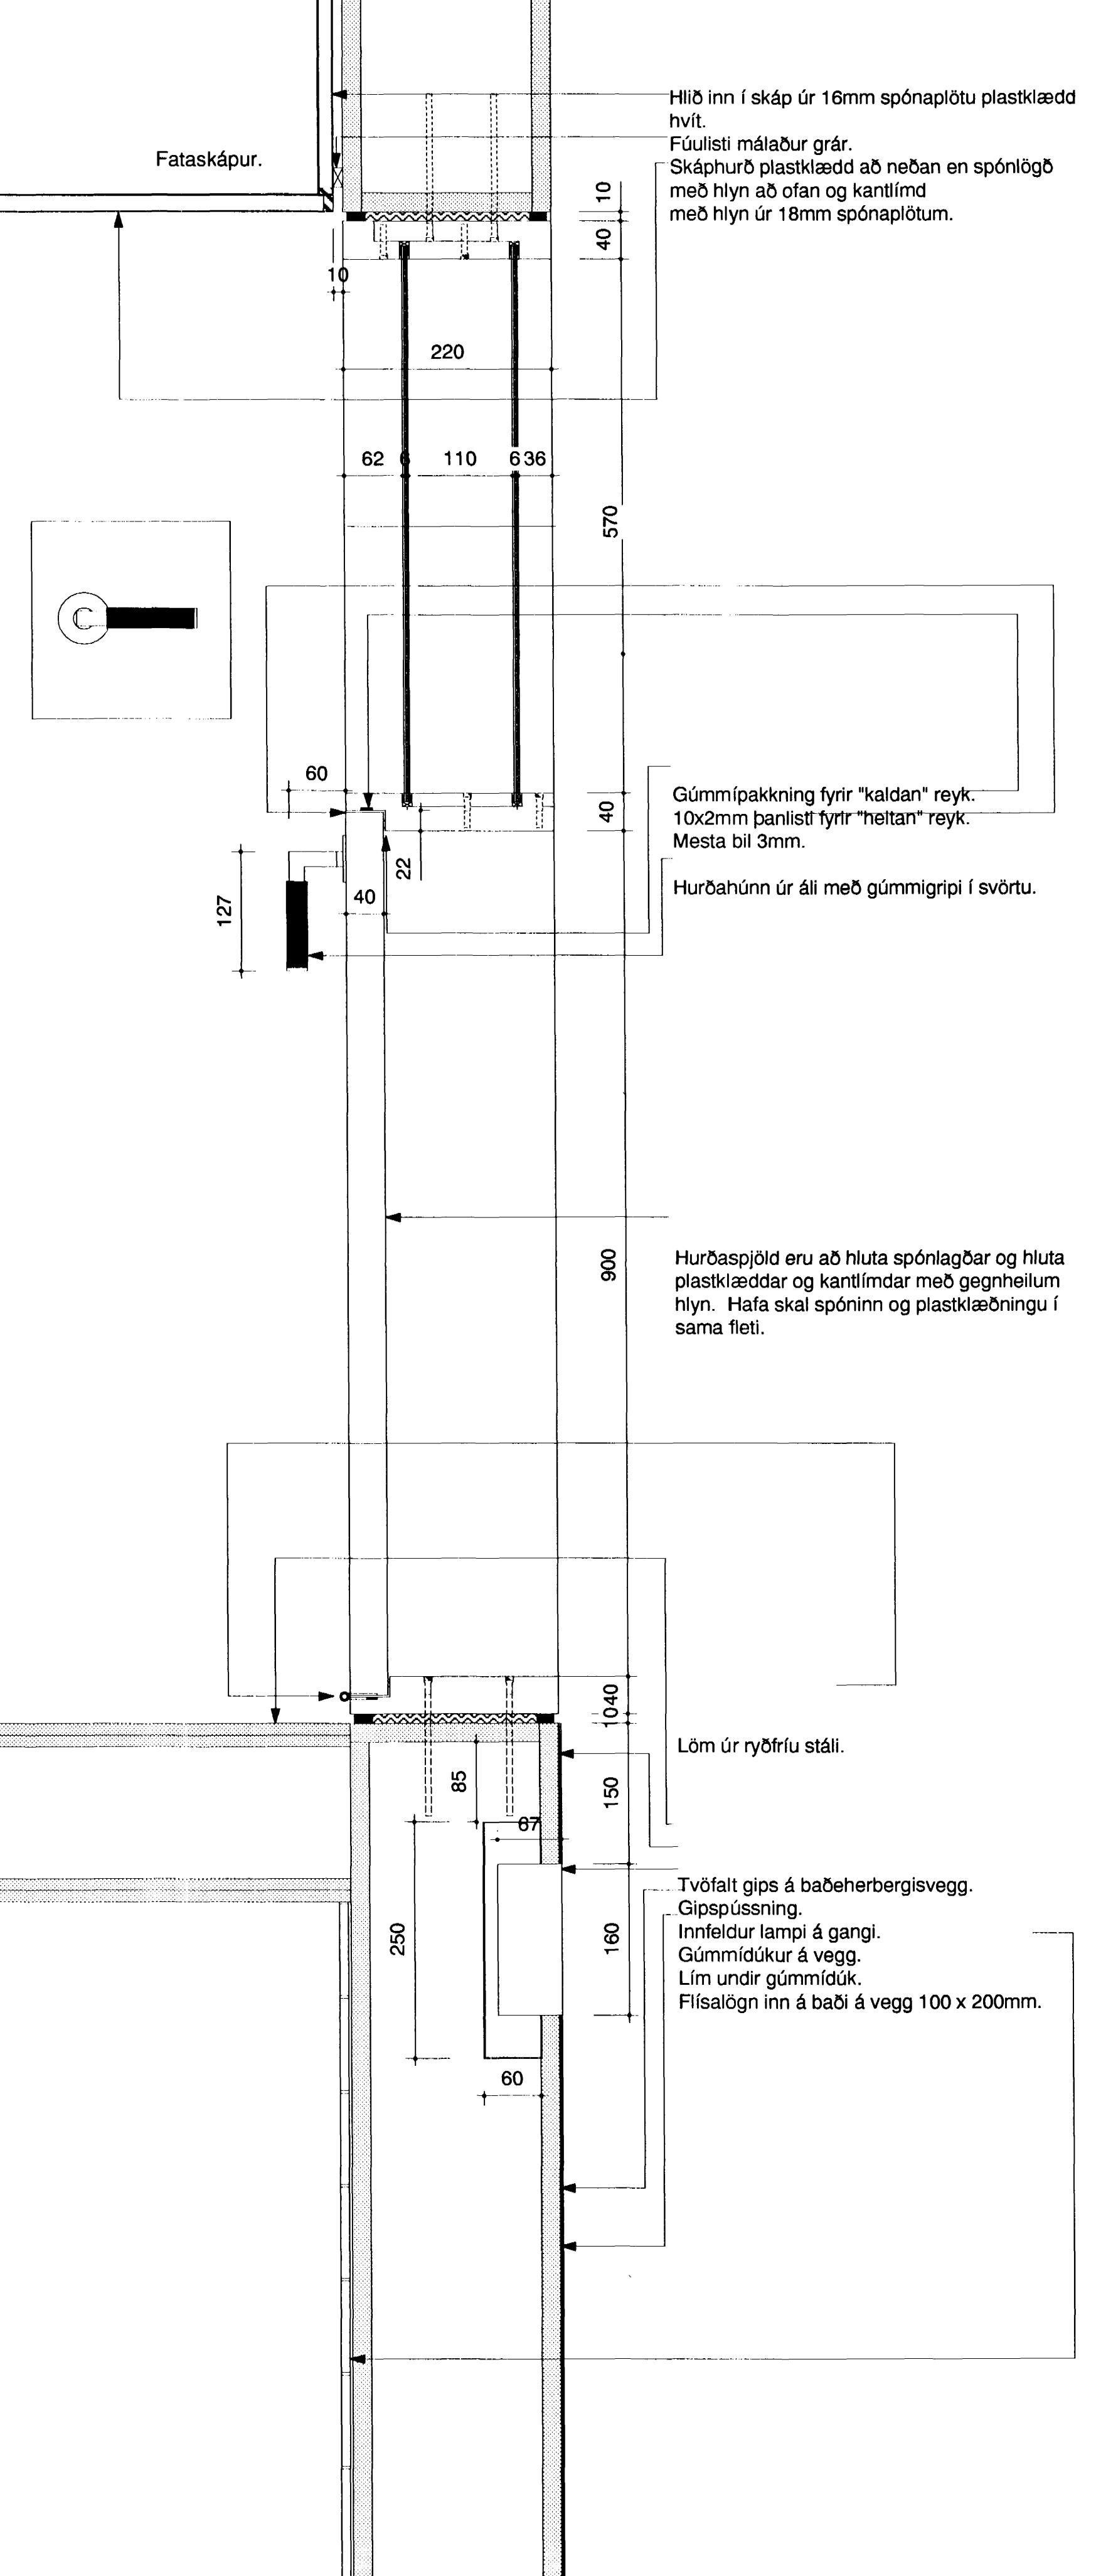 Hlið inn í skáp úr 16mm spónaplötu plastklædd
hvít.
Fúulisti málaður grár.
Skáphurð plastklædd að neðan en spónlögð
með hlyn að ofan og kantlímd
með hlyn úr 18mm spónaplötum.
Fataskápur.
10
40
10
220
62 6 110 6 36
570
60
40
Gúmmípakkning fyrir "kaldan" reyk.
10x2mm þanlisti fyrir "heitan" reyk.
Mesta bil 3mm.
22
40
127
Hurðahúnn úr áli með gúmmigripi í svörtu.
900
Hurðaspjöld eru að hluta spónlagðar og hluta
plastklæddar og kantlímdar með gegnheilum
hlyn. Hafa skal spóninn og plastklæðningu í
sama fleti.
40
10
Löm úr ryðfríu stáli.
85
150
67
250
160
Tvöfalt gips á baðeherbergisvegg.
Gipspússning.
Innfeldur lampi á gangi.
Gúmmídúkur á vegg.
Lím undir gúmmídúk.
Flísalögn inn á baði á vegg 100 x 200mm.
60